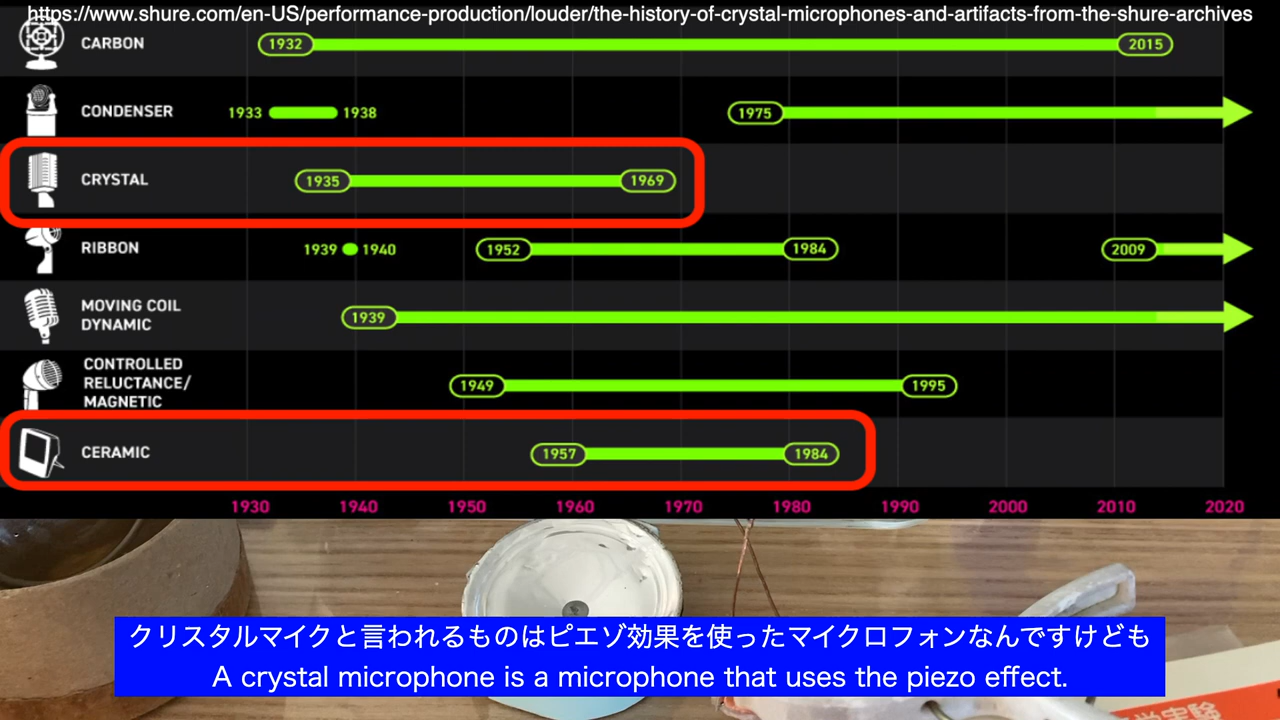 https://www.shure.com/en-US/performance-production/louder/the-history-of-crystal-microphones-and-artifacts-from-the-shure-archives
CARBON 1932 2015
CONDENSER 1933 1938 1975
CRYSTAL 1935 1969
RIBBON 1939 1940 1952 1984 2009
MOVING COIL
DYNAMIC 1939
CONTROLLED
RELUCTANCE/ 1949 1995
MAGNETIC
CERAMIC 1957 1984
1930 1940 1950 1960 1970 1980 1990 2000 2010 2020
クリスタルマイクと言われるものはピエゾ効果を使ったマイクロフォンなんですけども
A crystal microphone is a microphone that uses the piezo effect.